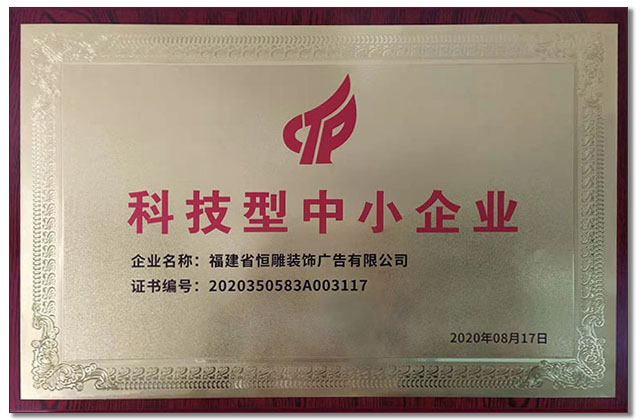 CTP
科技型中小企业
企业名称：福建省恒雕装饰广告有限公司
证书编号：2020350583A003117
2020年08月17日